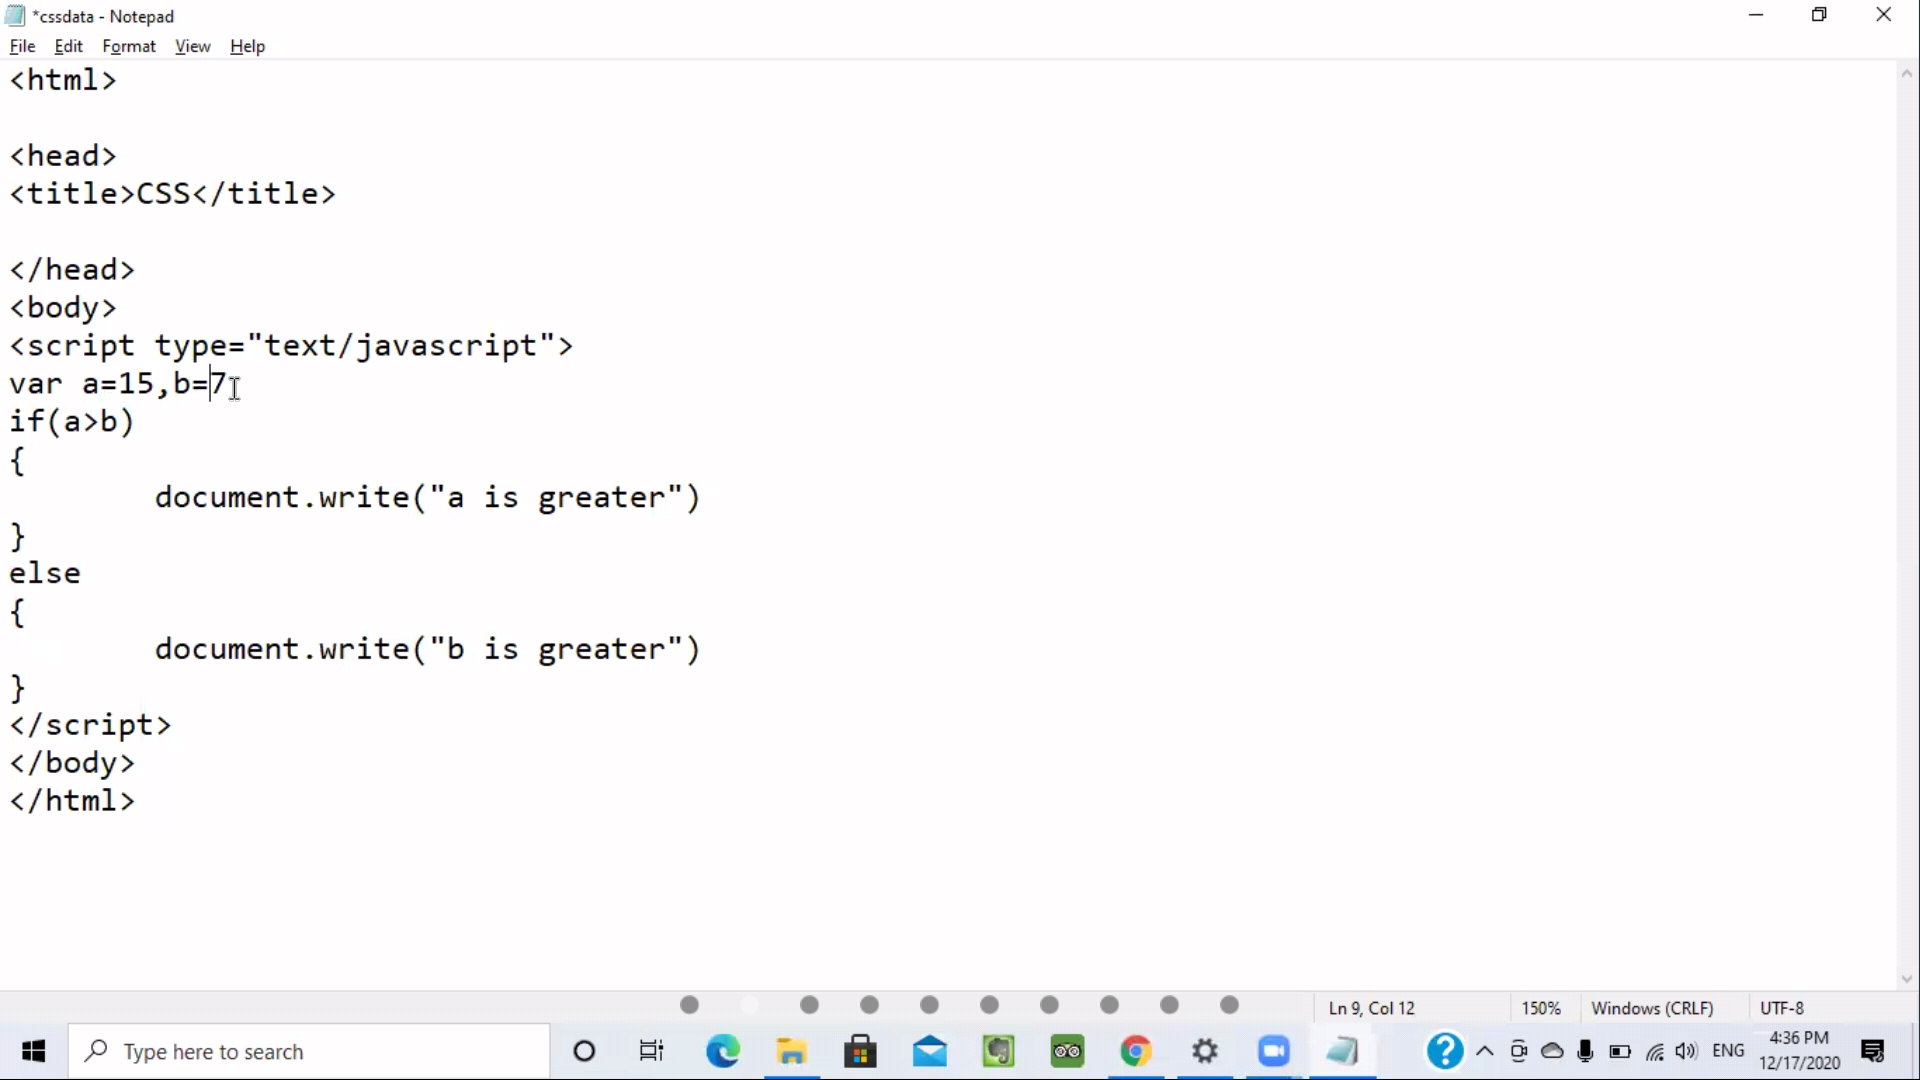 *cssdata - Notepad
File Edit Format View Help
<html>
<head>
<title>CSS</title>
</head>
<body>
<script type="text/javascript">
var a=15,b=7
if(a>b)
{
document.write("a is greater")
}
else
{
document.write("b is greater")
}
</script>
</body>
</html>
Ln 9, Col 12 150% Windows (CRLF) UTF-8
Type here to search ENG 4:36 PM
12/17/2020